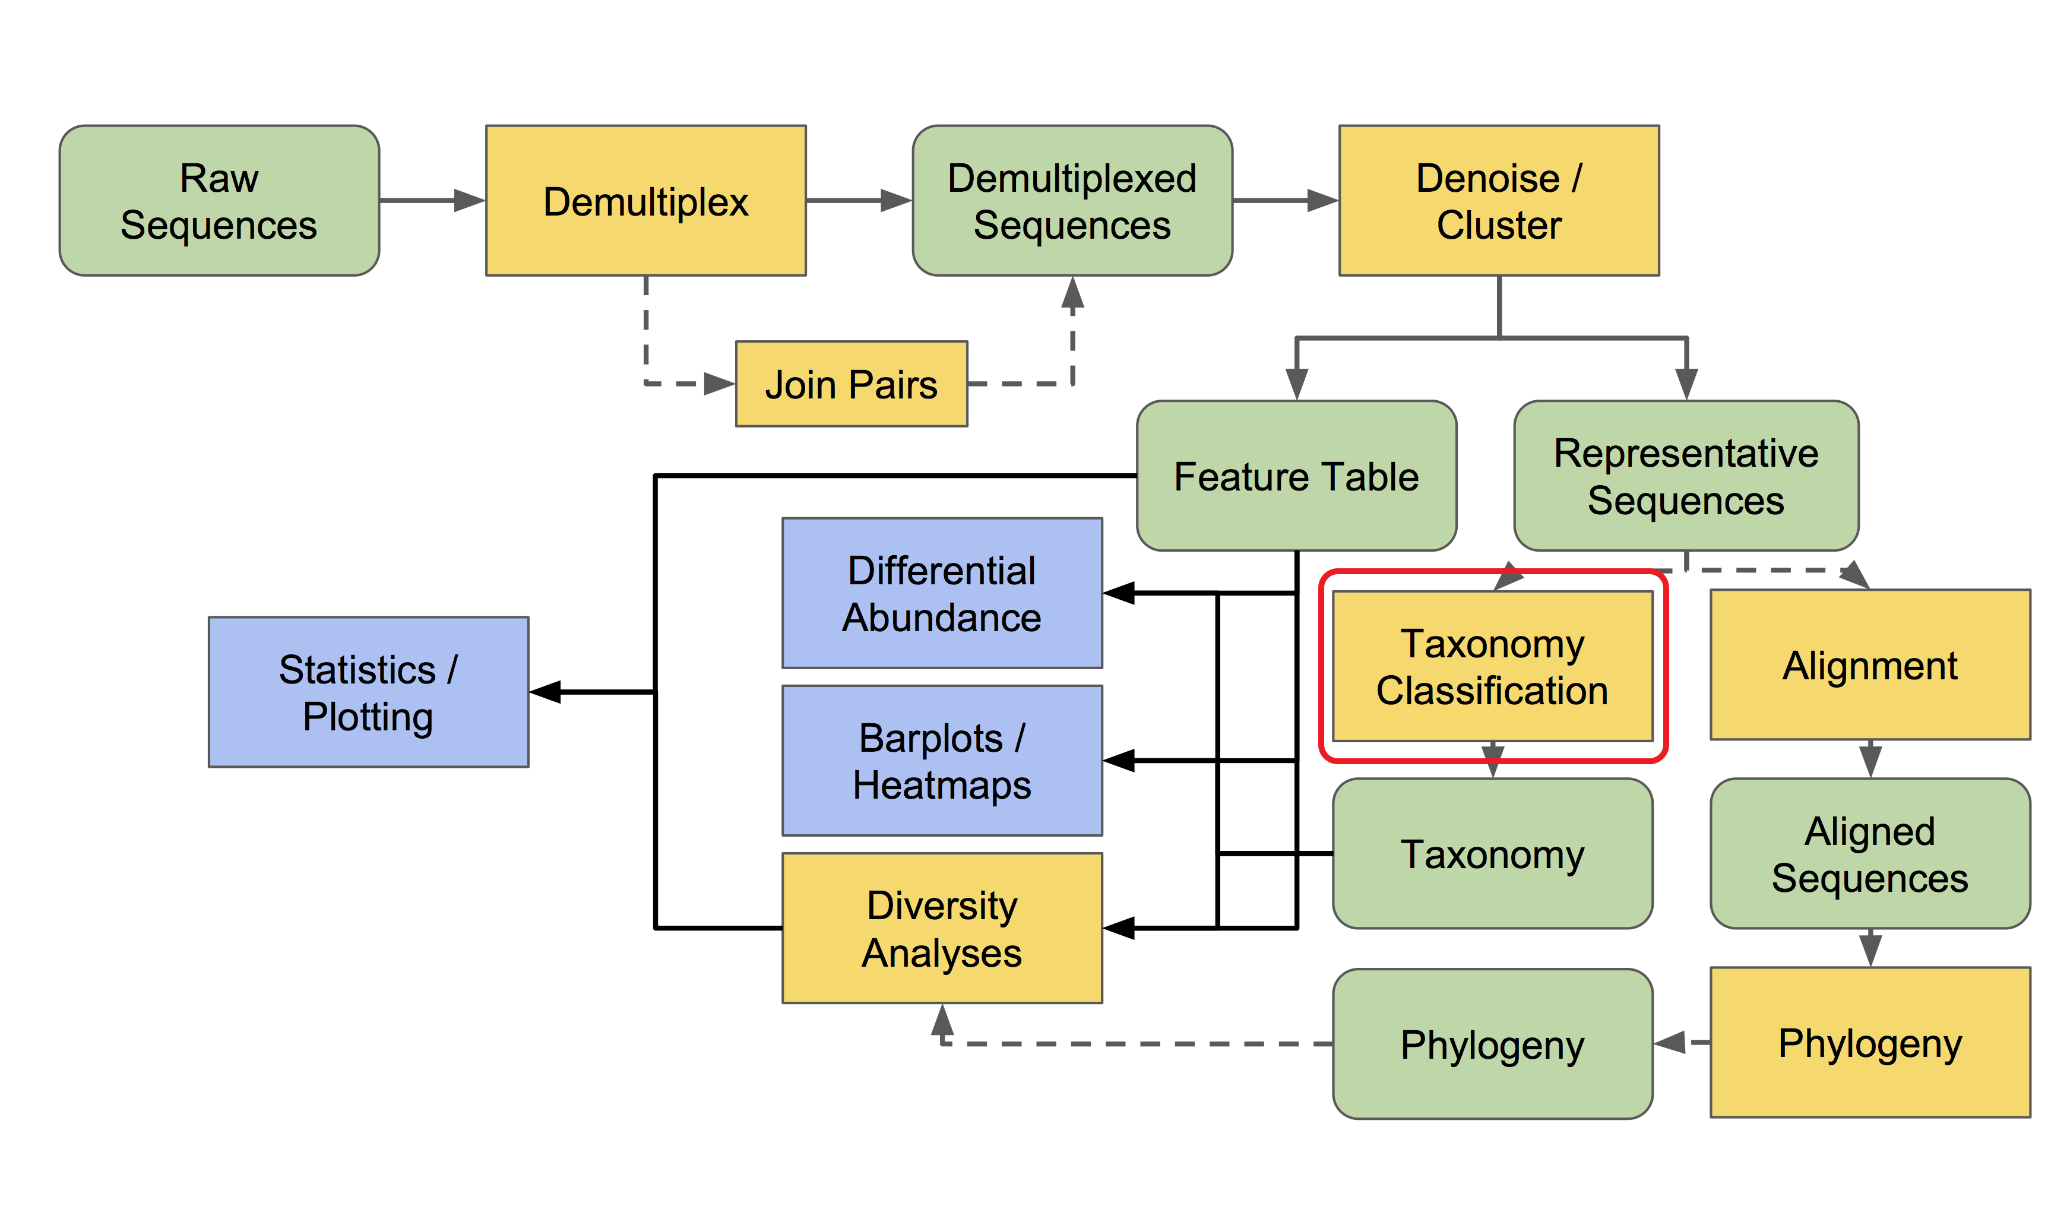 Raw
Sequences
Demultiplex
Demultiplexed
Sequences
Denoise /
Cluster
Join Pairs
Feature Table
Representative
Sequences
Differential
Abundance
Taxonomy
Classification
Alignment
Statistics /
Plotting
Barplots /
Heatmaps
Taxonomy
Aligned
Sequences
Diversity
Analyses
Phylogeny
Phylogeny